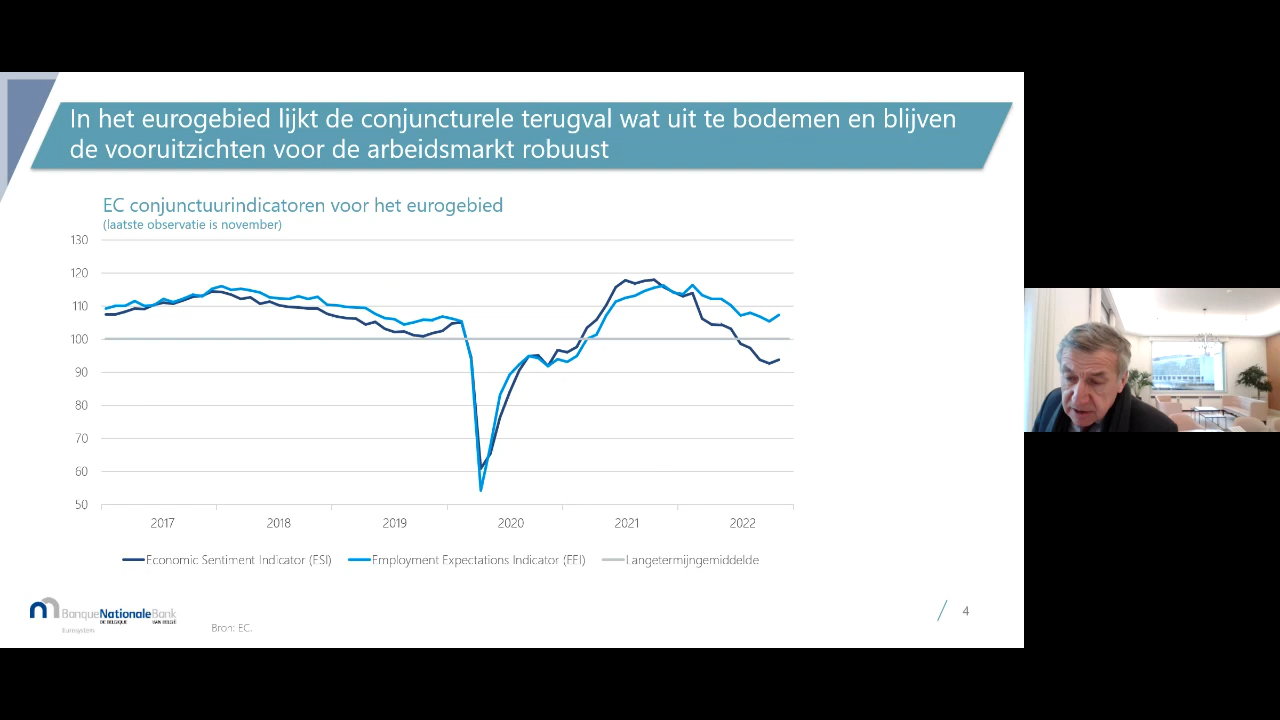 In het eurogebied lijkt de conjuncturele terugval wat uit te bodemen en blijven
de vooruitzichten voor de arbeidsmarkt robuust
EC conjunctuurindicatoren voor het eurogebied
(laatste observatie is november)
130
120
110
100
90
80
70
60
50
2017 2018 2019 2020 2021 2022
Economic Sentiment Indicator (ESI) Employment Expectations Indicator (EEI) Langetermijngemiddelde
BanqueNationaleBank
DE BELGIQUE VAN BELGIË
Eurosysteem
Bron: EC.
4